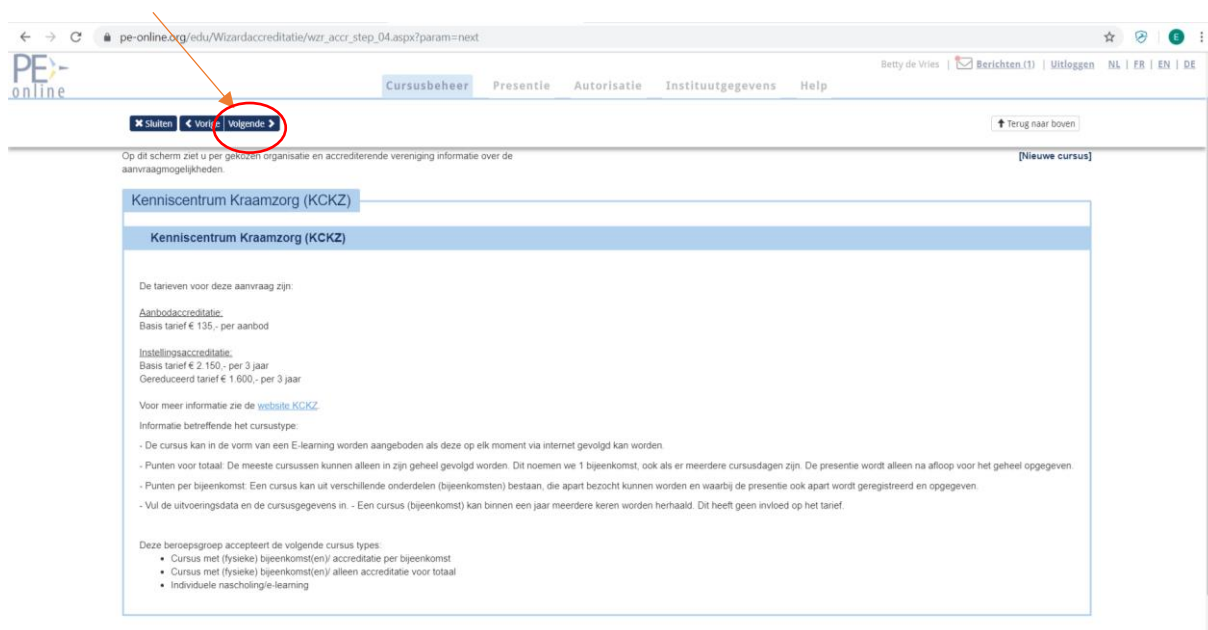 pe-online.org/edu/Wizardaccreditatie/wzr_accr_step_04.aspx?param=next
E
PE
online
Betty de Vries | Berichten (1) | Uitloggen NL | FR | EN | DE
Cursusbeheer Presentie Autorisatie Instituutgegevens Help
Sluiten Vorige Volgende
Terug naar boven
Op dit scherm ziet u per gekozen organisatie en accrediterende vereniging informatie over de
aanvraagmogelijkheden.
[Nieuwe cursus]
Kenniscentrum Kraamzorg (KCKZ)
Kenniscentrum Kraamzorg (KCKZ)
De tarieven voor deze aanvraag zijn:
Aanbodaccreditatie:
Basis tarief € 135,- per aanbod
Instellingsaccreditatie:
Basis tarief € 2.150,- per 3 jaar
Gereduceerd tarief € 1.600,- per 3 jaar
Voor meer informatie zie de website KCKZ.
Informatie betreffende het cursustype:
- De cursus kan in de vorm van een E-learning worden aangeboden als deze op elk moment via internet gevolgd kan worden.
- Punten voor totaal: De meeste cursussen kunnen alleen in zijn geheel gevolgd worden. Dit noemen we 1 bijeenkomst, ook als er meerdere cursusdagen zijn. De presentie wordt alleen na afloop voor het geheel opgegeven.
- Punten per bijeenkomst: Een cursus kan uit verschillende onderdelen (bijeenkomsten) bestaan, die apart bezocht kunnen worden en waarbij de presentie ook apart wordt geregistreerd en opgegeven.
- Vul de uitvoeringsdata en de cursusgegevens in. - Een cursus (bijeenkomst) kan binnen een jaar meerdere keren worden herhaald. Dit heeft geen invloed op het tarief.
Deze beroepsgroep accepteert de volgende cursus types:
• Cursus met (fysieke) bijeenkomst(en)/ accreditatie per bijeenkomst
• Cursus met (fysieke) bijeenkomst(en)/ alleen accreditatie voor totaal
• Individuele nascholing/e-learning